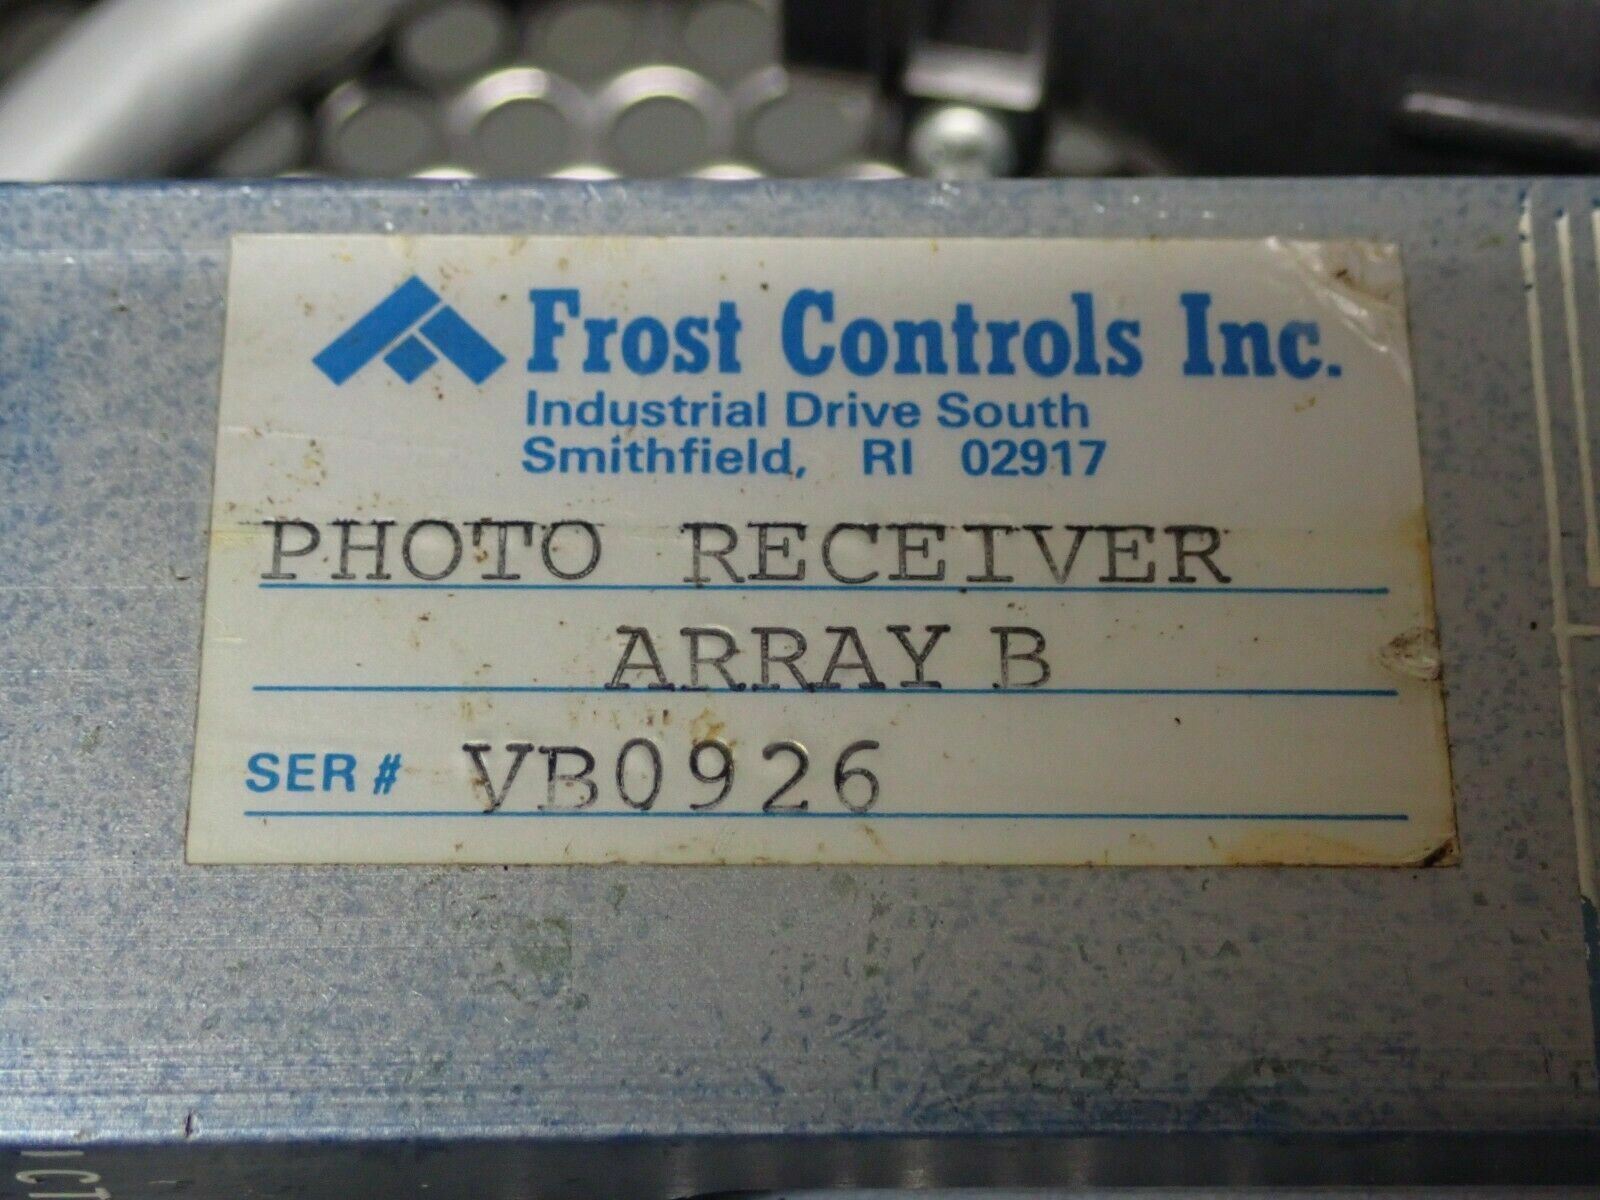 Frost Controls Inc.
Industrial Drive South
Smithfield, RI 02917
PHOTO RECEIVER
ARRAY B
SER # VB0926